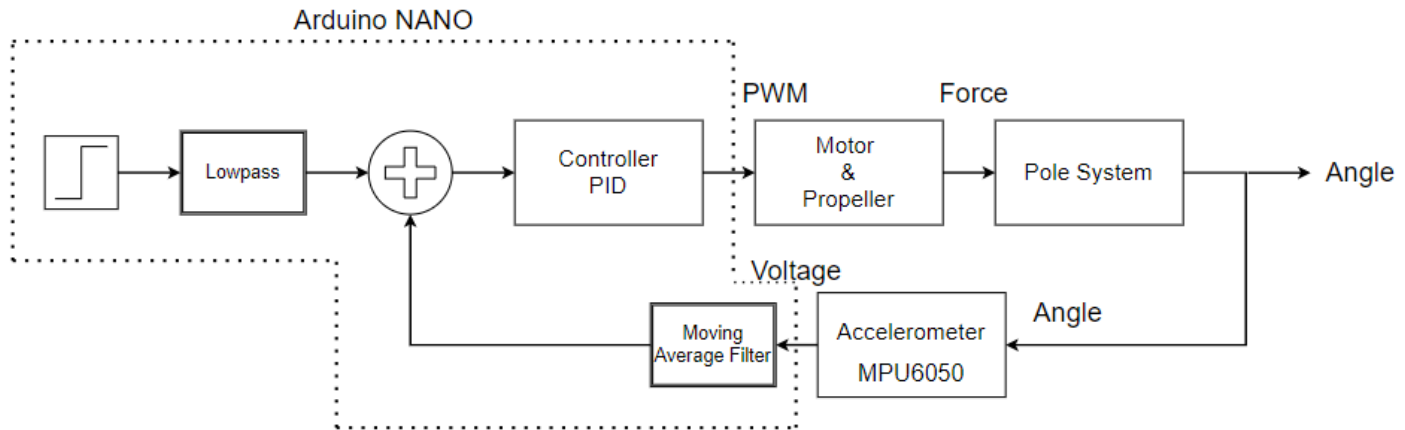 Arduino NANO
PWM
Force
Lowpass
Controller
PID
Motor
&
Propeller
Pole System
Angle
Voltage
Moving
Average Filter
Accelerometer
MPU6050
Angle